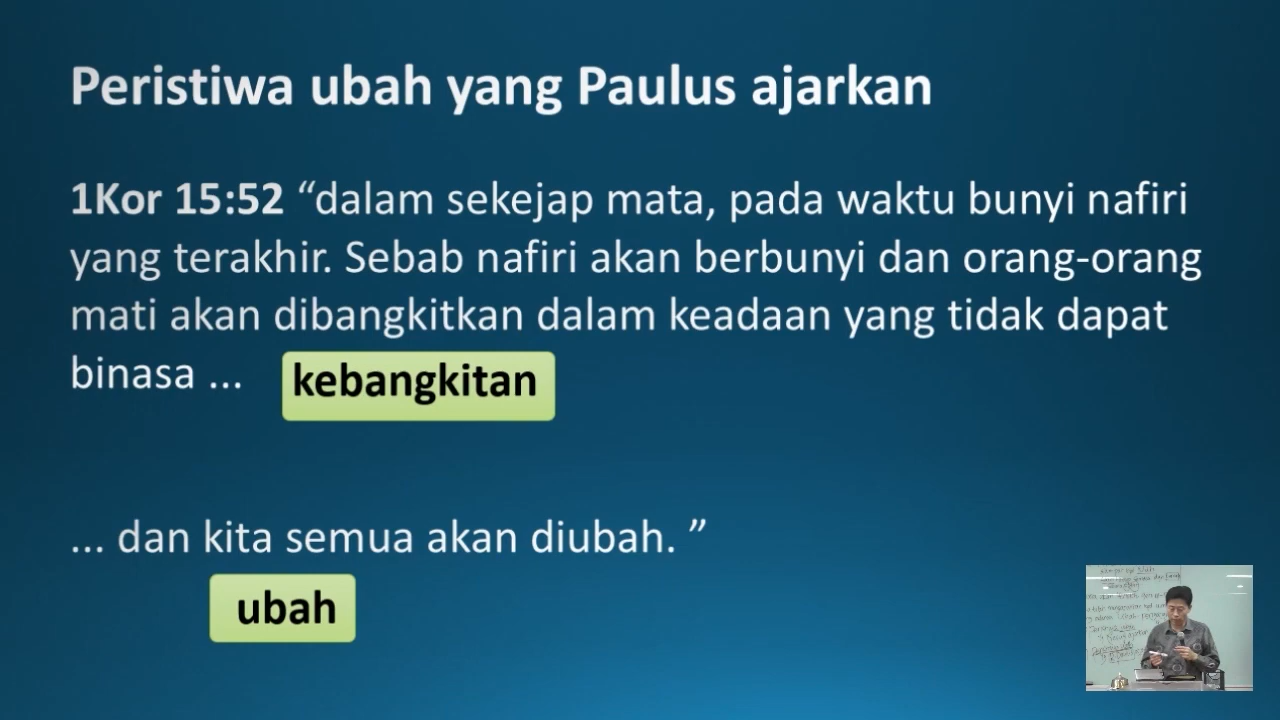 Peristiwa ubah yang Paulus ajarkan
1Kor 15:52 “dalam sekejap mata, pada waktu bunyi nafiri
yang terakhir. Sebab nafiri akan berbunyi dan orang-orang
mati akan dibangkitkan dalam keadaan yang tidak dapat
binasa ... kebangkitan
... dan kita semua akan diubah. ”
ubah